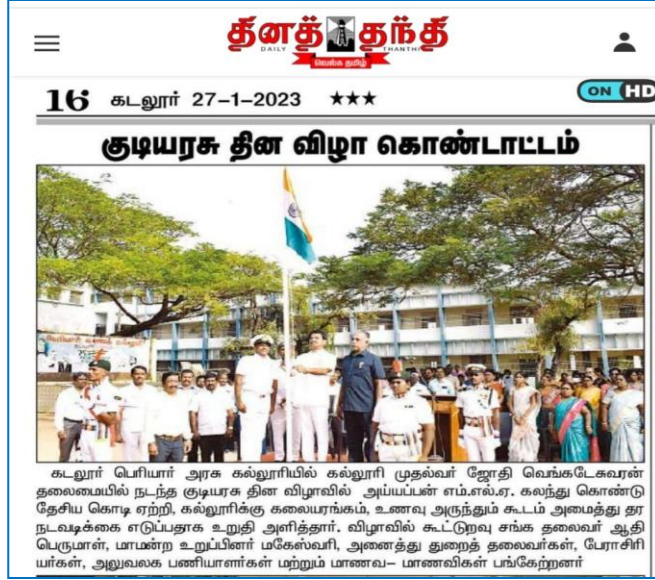 தினத்தந்தி
DAILY THANTHI
வெல்க தமிழ்
16 கடலூர் 27-1-2023 ★★★
ON HD
குடியரசு தின விழா கொண்டாட்டம்
கடலூர் பெரியார் அரசு கல்லூரியில் கல்லூரி முதல்வர் ஜோதி வெங்கடேசுவரன்
தலைமையில் நடந்த குடியரசு தின விழாவில் அய்யப்பன் எம்.எல்.ஏ. கலந்து கொண்டு
தேசிய கொடி ஏற்றி, கல்லூரிக்கு கலையரங்கம், உணவு அருந்தும் கூடம் அமைத்து தர
நடவடிக்கை எடுப்பதாக உறுதி அளித்தார். விழாவில் கூட்டுறவு சங்க தலைவர் ஆதி
பெருமாள், மாமன்ற உறுப்பினர் மகேஸ்வரி, அனைத்து துறைத் தலைவர்கள், பேராசிரி
யர்கள், அலுவலக பணியாளர்கள் மற்றும் மாணவ– மாணவிகள் பங்கேற்றனர்